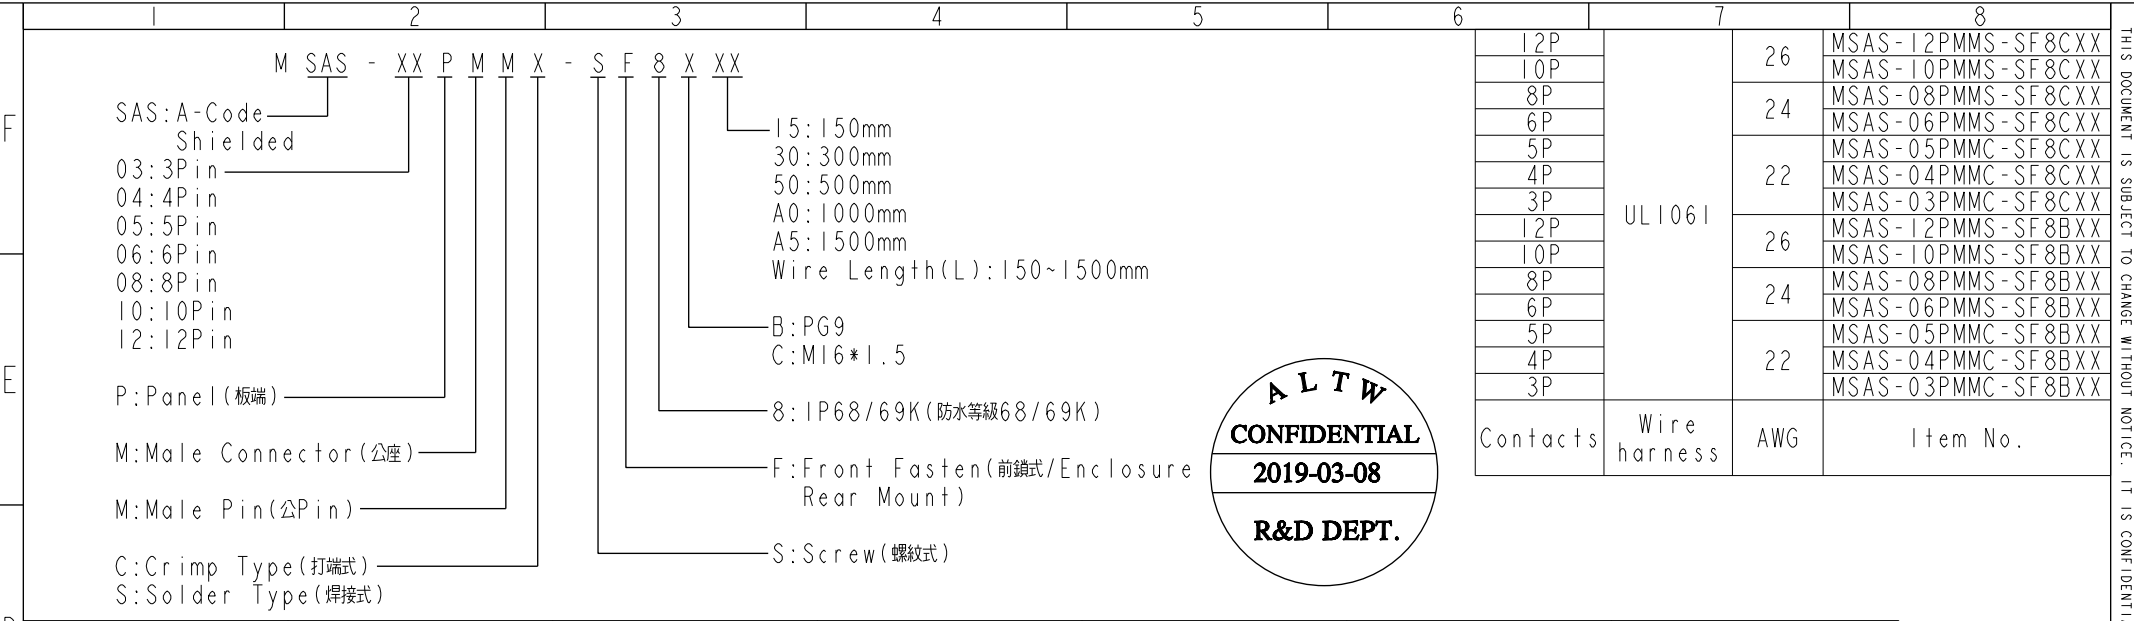 1 2 3 4 5 6 7 8
F
E
M SAS - XX P M M X - S F 8 X XX
SAS:A-Code
Shielded
03:3Pin
04:4Pin
05:5Pin
06:6Pin
08:8Pin
10:10Pin
12:12Pin
P:Panel(板端)
M:Male Connector(公座)
M:Male Pin(公Pin)
C:Crimp Type(打端式)
S:Solder Type(焊接式)
15:150mm
30:300mm
50:500mm
A0:1000mm
A5:1500mm
Wire Length(L):150~1500mm
B:PG9
C:M16*1.5
8:IP68/69K(防水等級68/69K)
F:Front Fasten(前鎖式/Enclosure
Rear Mount)
S:Screw(螺紋式)
ALTW
CONFIDENTIAL
2019-03-08
R&D DEPT.
12P UL1061 26 MSAS-12PMMS-SF8CXX
10P MSAS-10PMMS-SF8CXX
8P 24 MSAS-08PMMS-SF8CXX
6P MSAS-06PMMS-SF8CXX
5P 22 MSAS-05PMMC-SF8CXX
4P MSAS-04PMMC-SF8CXX
3P MSAS-03PMMC-SF8CXX
12P 26 MSAS-12PMMS-SF8BXX
10P MSAS-10PMMS-SF8BXX
8P 24 MSAS-08PMMS-SF8BXX
6P MSAS-06PMMS-SF8BXX
5P 22 MSAS-05PMMC-SF8BXX
4P MSAS-04PMMC-SF8BXX
3P MSAS-03PMMC-SF8BXX
Contacts Wire harness AWG Item No.
THIS DOCUMENT IS SUBJECT TO CHANGE WITHOUT NOTICE. IT IS